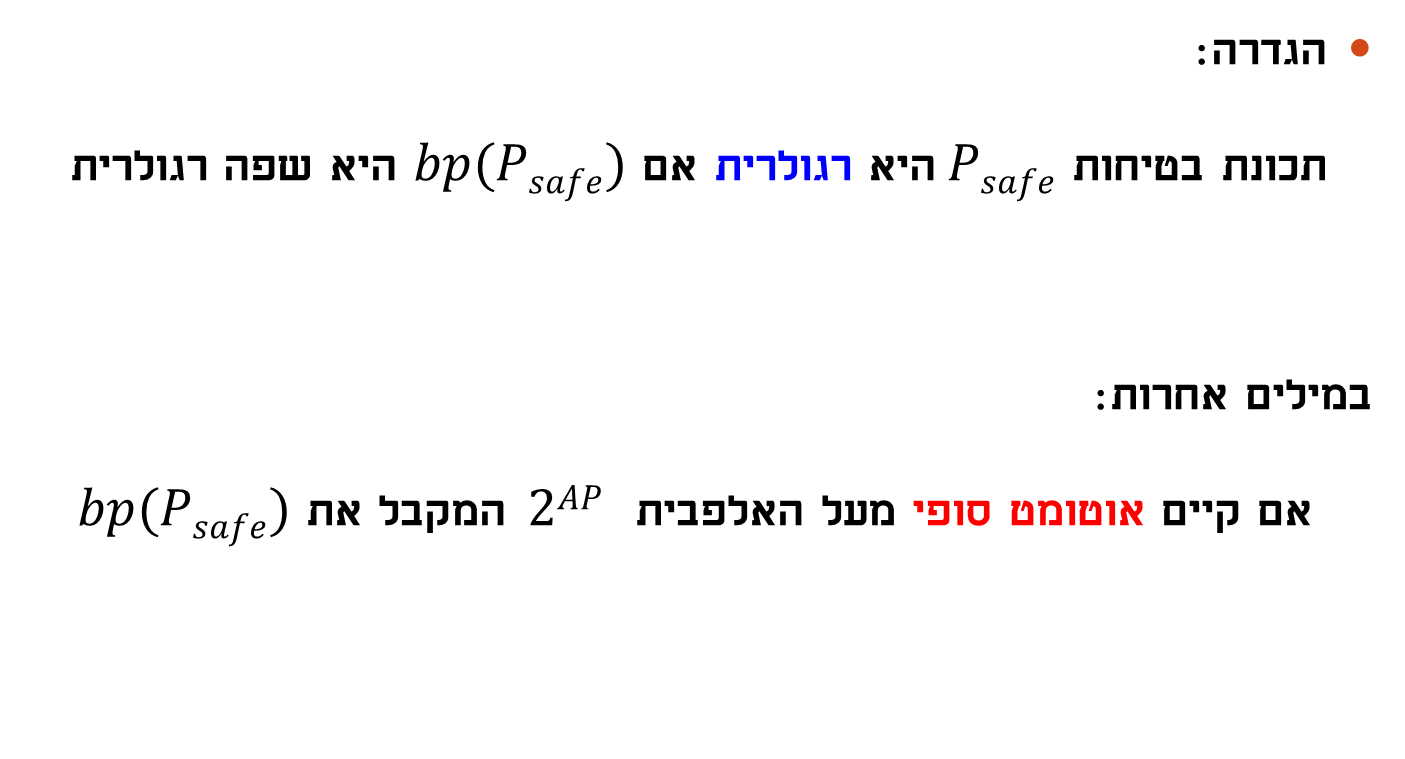 • הגדרה:
תכונת בטיחות P_safe היא רגולרית אם bp(P_safe) היא שפה רגולרית
במילים אחרות:
אם קיים אוטומט סופי מעל האלפבית 2^AP המקבל את bp(P_safe)